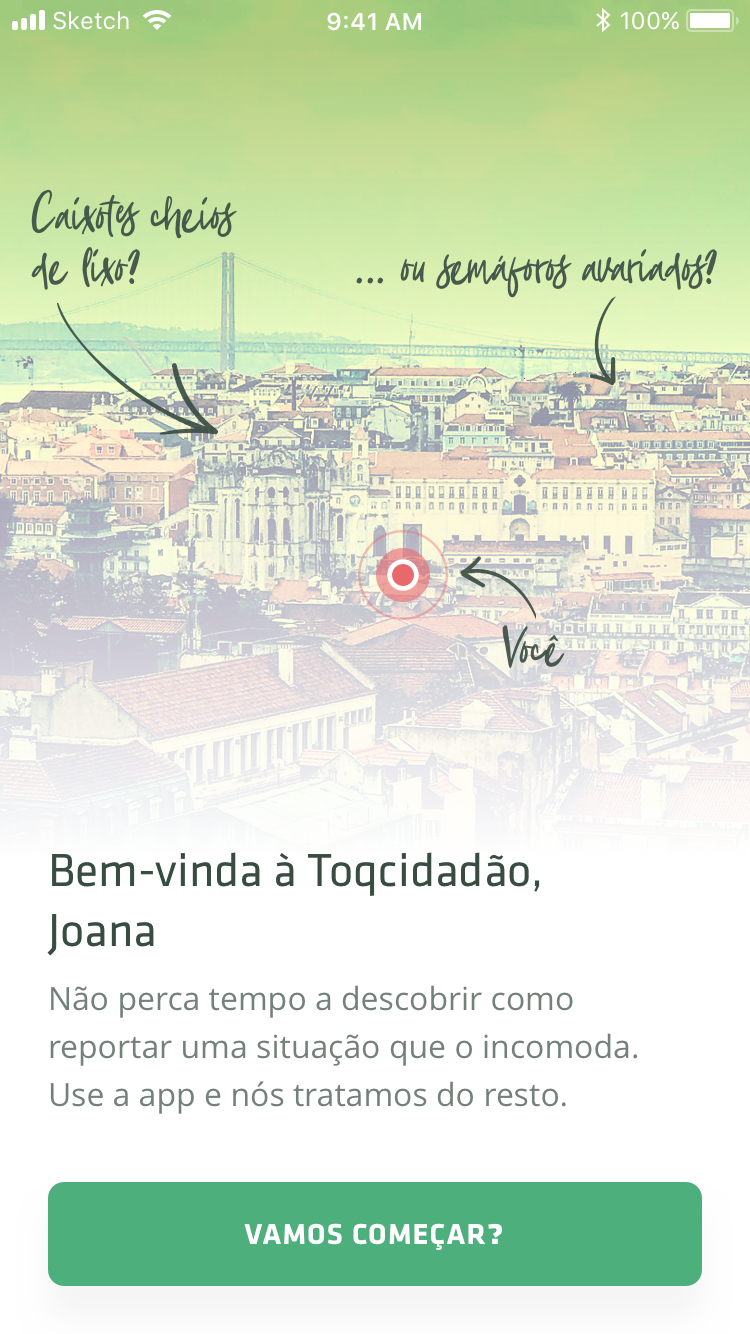 Sketch 9:41 AM 100%
Caixotes cheios
de lixo?
... ou semáforos avariados?
Você
Bem-vinda à Toqcidadão,
Joana
Não perca tempo a descobrir como
reportar uma situação que o incomoda.
Use a app e nós tratamos do resto.
VAMOS COMEÇAR?